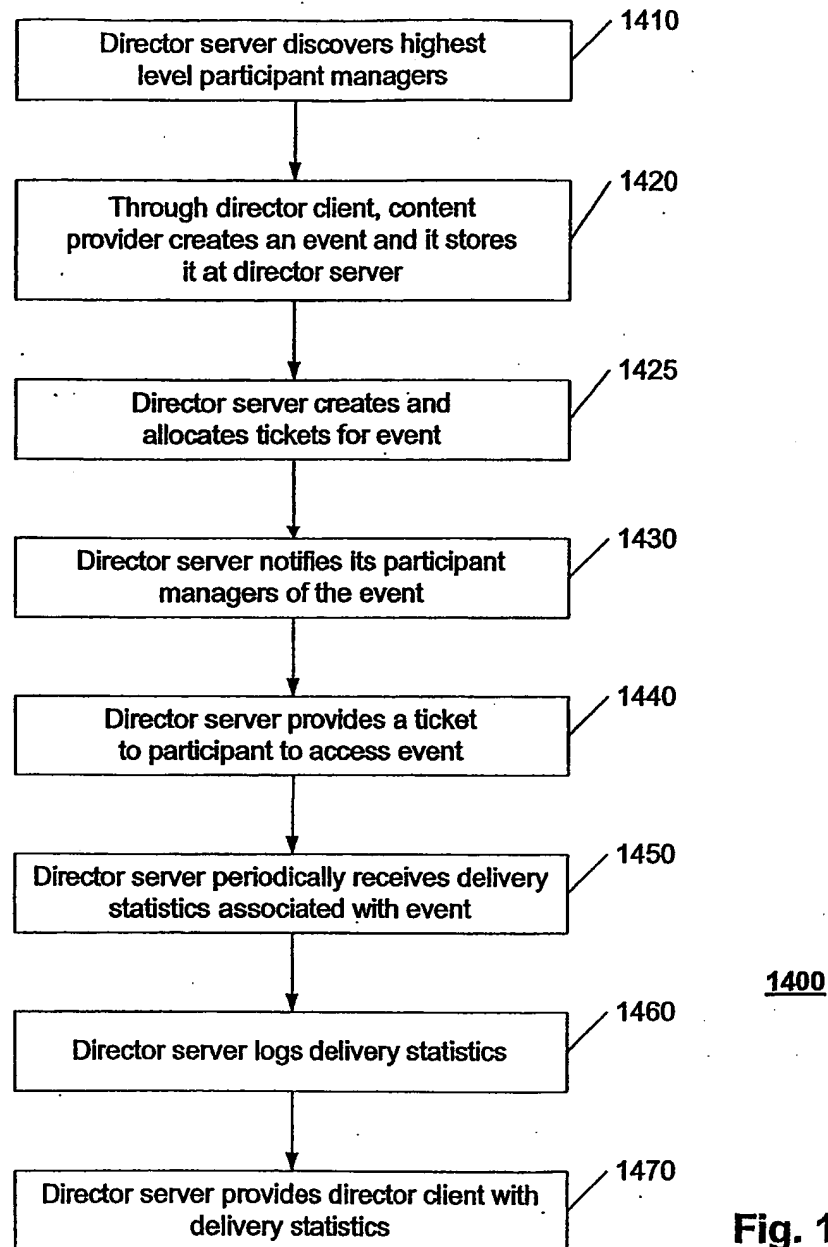 1410
Director server discovers highest
level participant managers
1420
Through director client, content
provider creates an event and it stores
it at director server
1425
Director server creates and
allocates tickets for event
1430
Director server notifies its participant
managers of the event
1440
Director server provides a ticket
to participant to access event
1450
Director server periodically receives delivery
statistics associated with event
1400
1460
Director server logs delivery statistics
1470
Director server provides director client with
delivery statistics
Fig. 1